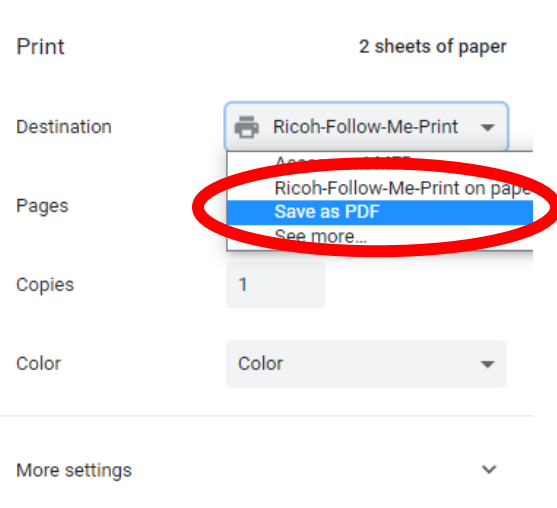 Print 2 sheets of paper
Destination Ricoh-Follow-Me-Print
Ricoh-Follow-Me-Print on pape
Pages
Save as PDF
See more...
Copies 1
Color Color
More settings